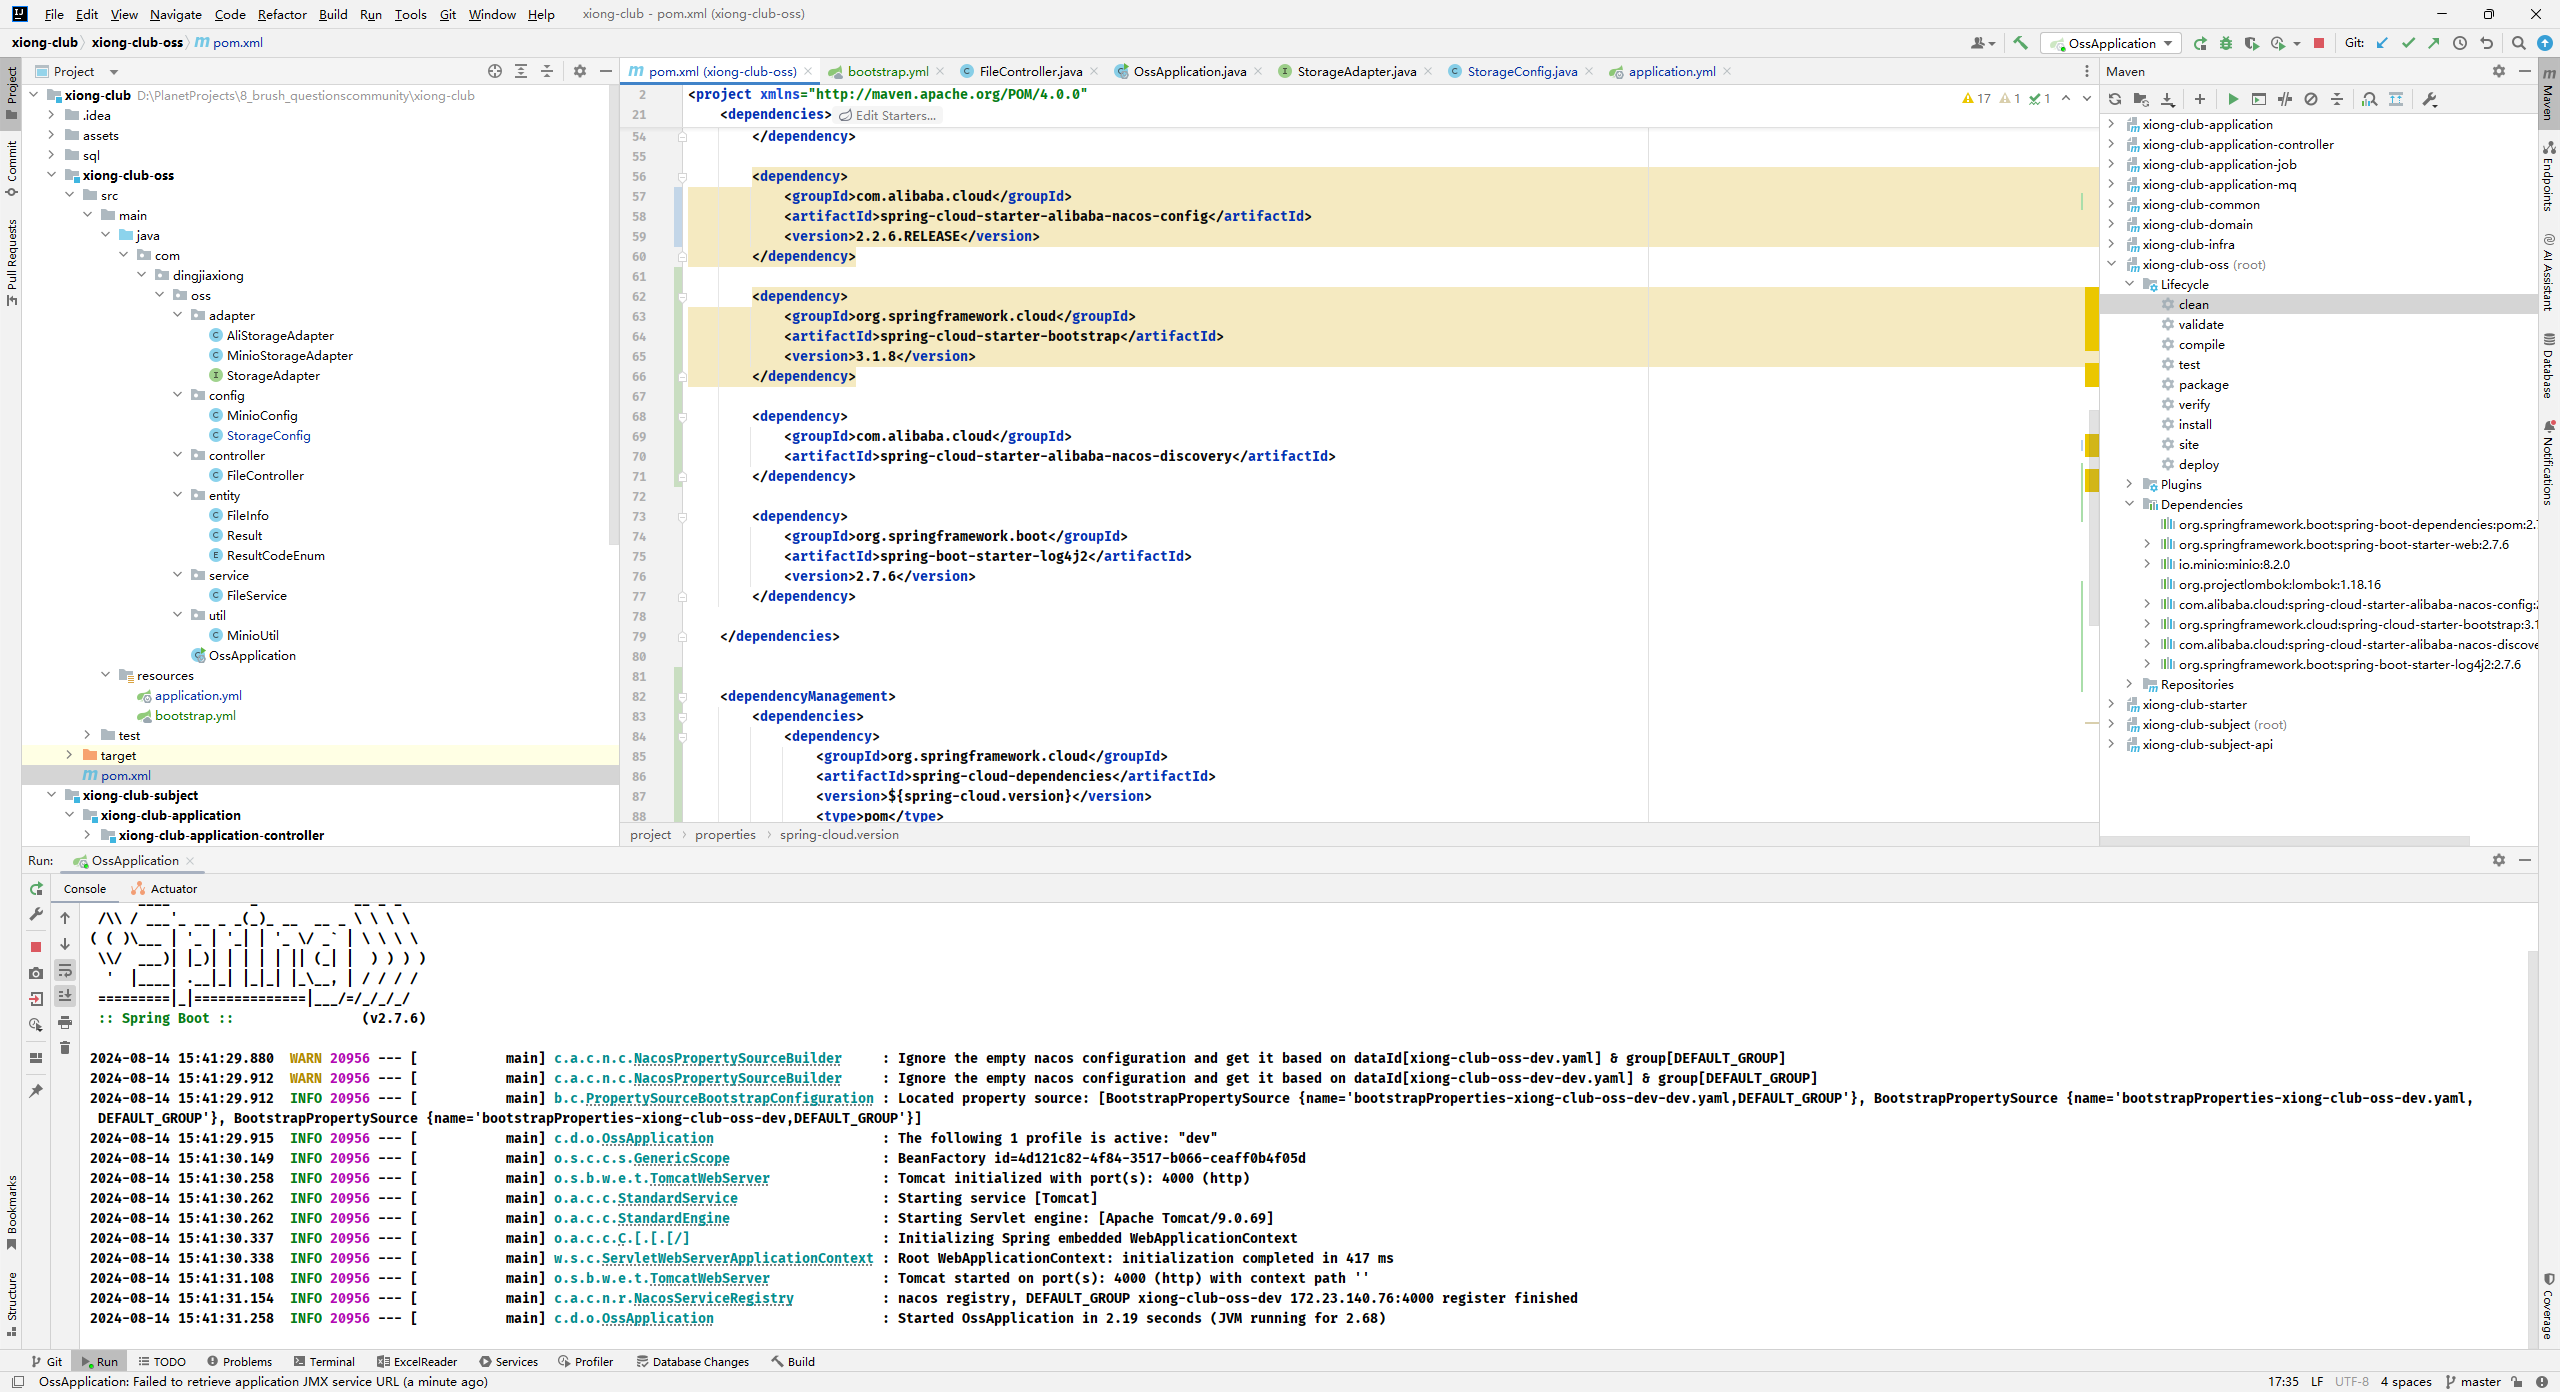 File Edit View Navigate Code Refactor Build Run Tools Git Window Help xiong-club - pom.xml (xiong-club-oss)
xiong-club xiong-club-oss pom.xml
OssApplication Git:
Project
pom.xml (xiong-club-oss) bootstrap.yml FileController.java OssApplication.java StorageAdapter.java StorageConfig.java application.yml
Maven
Project
Commit
Pull Requests
Bookmarks
Structure
xiong-club D:\PlanetProjects\8_brush_questionscommunity\xiong-club
.idea
assets
sql
xiong-club-oss
src
main
java
com
dingjiaxiong
oss
adapter
AliStorageAdapter
MinioStorageAdapter
StorageAdapter
config
MinioConfig
StorageConfig
controller
FileController
entity
FileInfo
Result
ResultCodeEnum
service
FileService
util
MinioUtil
OssApplication
resources
application.yml
bootstrap.yml
test
target
pom.xml
xiong-club-subject
xiong-club-application
xiong-club-application-controller
17 1 1
2 <project xmlns="http://maven.apache.org/POM/4.0.0"
21 <dependencies> Edit Starters...
54 </dependency>
55
56 <dependency>
57 <groupId>com.alibaba.cloud</groupId>
58 <artifactId>spring-cloud-starter-alibaba-nacos-config</artifactId>
59 <version>2.2.6.RELEASE</version>
60 </dependency>
61
62 <dependency>
63 <groupId>org.springframework.cloud</groupId>
64 <artifactId>spring-cloud-starter-bootstrap</artifactId>
65 <version>3.1.8</version>
66 </dependency>
67
68 <dependency>
69 <groupId>com.alibaba.cloud</groupId>
70 <artifactId>spring-cloud-starter-alibaba-nacos-discovery</artifactId>
71 </dependency>
72
73 <dependency>
74 <groupId>org.springframework.boot</groupId>
75 <artifactId>spring-boot-starter-log4j2</artifactId>
76 <version>2.7.6</version>
77 </dependency>
78
79 </dependencies>
80
81
82 <dependencyManagement>
83 <dependencies>
84 <dependency>
85 <groupId>org.springframework.cloud</groupId>
86 <artifactId>spring-cloud-dependencies</artifactId>
87 <version>${spring-cloud.version}</version>
88 <type>pom</type>
project properties spring-cloud.version
xiong-club-application
xiong-club-application-controller
xiong-club-application-job
xiong-club-application-mq
xiong-club-common
xiong-club-domain
xiong-club-infra
xiong-club-oss (root)
Lifecycle
clean
validate
compile
test
package
verify
install
site
deploy
Plugins
Dependencies
org.springframework.boot:spring-boot-dependencies:pom:2.
org.springframework.boot:spring-boot-starter-web:2.7.6
io.minio:minio:8.2.0
org.projectlombok:lombok:1.18.16
com.alibaba.cloud:spring-cloud-starter-alibaba-nacos-config:
org.springframework.cloud:spring-cloud-starter-bootstrap:3.1
com.alibaba.cloud:spring-cloud-starter-alibaba-nacos-discove
org.springframework.boot:spring-boot-starter-log4j2:2.7.6
Repositories
xiong-club-starter
xiong-club-subject (root)
xiong-club-subject-api
Maven
Endpoints
AI Assistant
Database
Notifications
Coverage
Run: OssApplication
Console Actuator
:: Spring Boot :: (v2.7.6)
2024-08-14 15:41:29.880 WARN 20956 --- [ main] c.a.c.n.c.NacosPropertySourceBuilder : Ignore the empty nacos configuration and get it based on dataId[xiong-club-oss-dev.yaml] & group[DEFAULT_GROUP]
2024-08-14 15:41:29.912 WARN 20956 --- [ main] c.a.c.n.c.NacosPropertySourceBuilder : Ignore the empty nacos configuration and get it based on dataId[xiong-club-oss-dev-dev.yaml] & group[DEFAULT_GROUP]
2024-08-14 15:41:29.912 INFO 20956 --- [ main] b.c.PropertySourceBootstrapConfiguration : Located property source: [BootstrapPropertySource {name='bootstrapProperties-xiong-club-oss-dev-dev.yaml,DEFAULT_GROUP'}, BootstrapPropertySource {name='bootstrapProperties-xiong-club-oss-dev.yaml,
DEFAULT_GROUP'}, BootstrapPropertySource {name='bootstrapProperties-xiong-club-oss-dev,DEFAULT_GROUP'}]
2024-08-14 15:41:29.915 INFO 20956 --- [ main] c.d.o.OssApplication : The following 1 profile is active: "dev"
2024-08-14 15:41:30.149 INFO 20956 --- [ main] o.s.c.c.s.GenericScope : BeanFactory id=4d121c82-4f84-3517-b066-ceaff0b4f05d
2024-08-14 15:41:30.258 INFO 20956 --- [ main] o.s.b.w.e.t.TomcatWebServer : Tomcat initialized with port(s): 4000 (http)
2024-08-14 15:41:30.262 INFO 20956 --- [ main] o.a.c.c.StandardService : Starting service [Tomcat]
2024-08-14 15:41:30.262 INFO 20956 --- [ main] o.a.c.c.StandardEngine : Starting Servlet engine: [Apache Tomcat/9.0.69]
2024-08-14 15:41:30.337 INFO 20956 --- [ main] o.a.c.c.C.[.[.[/] : Initializing Spring embedded WebApplicationContext
2024-08-14 15:41:30.338 INFO 20956 --- [ main] w.s.c.ServletWebServerApplicationContext : Root WebApplicationContext: initialization completed in 417 ms
2024-08-14 15:41:31.108 INFO 20956 --- [ main] o.s.b.w.e.t.TomcatWebServer : Tomcat started on port(s): 4000 (http) with context path ''
2024-08-14 15:41:31.154 INFO 20956 --- [ main] c.a.c.n.r.NacosServiceRegistry : nacos registry, DEFAULT_GROUP xiong-club-oss-dev 172.23.140.76:4000 register finished
2024-08-14 15:41:31.258 INFO 20956 --- [ main] c.d.o.OssApplication : Started OssApplication in 2.19 seconds (JVM running for 2.68)
Git Run TODO Problems Terminal ExcelReader Services Profiler Database Changes Build
OssApplication: Failed to retrieve application JMX service URL (a minute ago) 17:35 LF UTF-8 4 spaces master